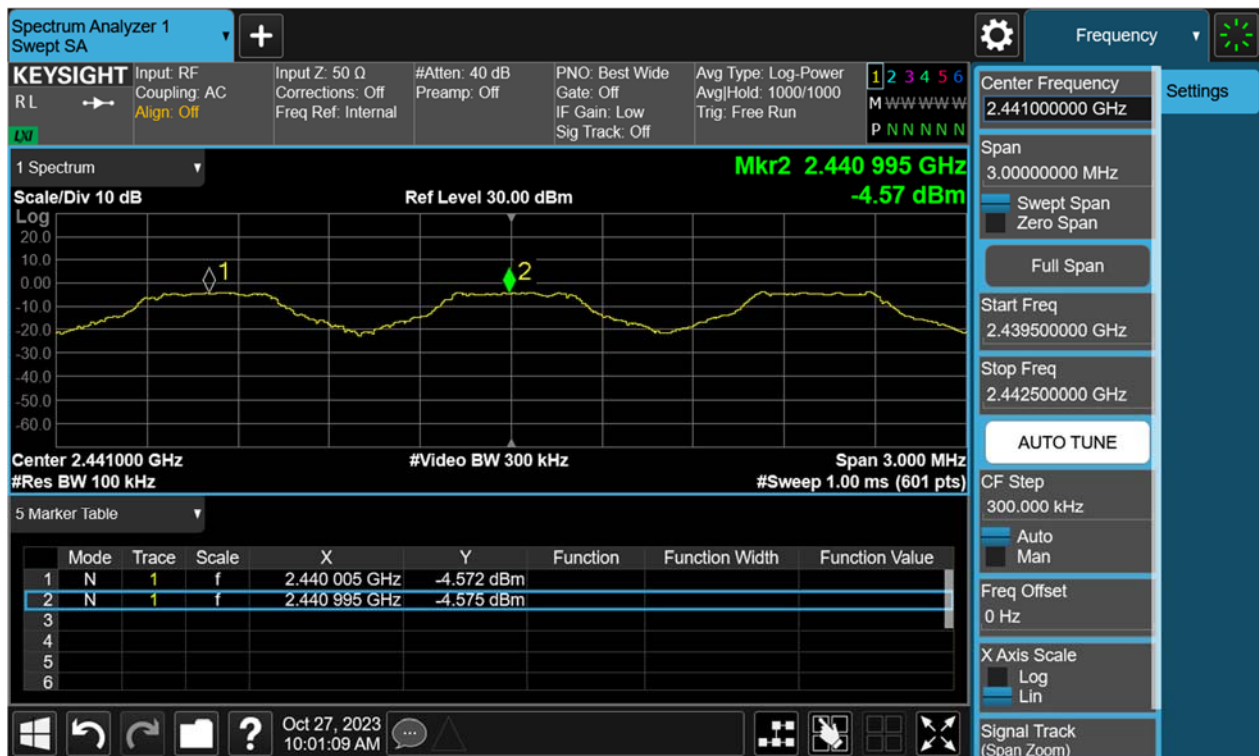 Spectrum Analyzer 1
Swept SA
Frequency
KEYSIGHT
RL
LXI
Input: RF
Coupling: AC
Align: Off
Input Z: 50 Ω
Corrections: Off
Freq Ref: Internal
#Atten: 40 dB
Preamp: Off
PNO: Best Wide
Gate: Off
IF Gain: Low
Sig Track: Off
Avg Type: Log-Power
Avg|Hold: 1000/1000
Trig: Free Run
1 2 3 4 5 6
M W W W W W
P N N N N N
1 Spectrum
Mkr2 2.440 995 GHz
-4.57 dBm
Scale/Div 10 dB
Ref Level 30.00 dBm
Log
20.0
10.0
0.00
-10.0
-20.0
-30.0
-40.0
-50.0
-60.0
1
2
Center 2.441000 GHz
#Video BW 300 kHz
Span 3.000 MHz
#Res BW 100 kHz
#Sweep 1.00 ms (601 pts)
5 Marker Table
Mode Trace Scale X Y Function Function Width Function Value
1 N 1 f 2.440 005 GHz -4.572 dBm
2 N 1 f 2.440 995 GHz -4.575 dBm
3
4
5
6
Oct 27, 2023
10:01:09 AM
Center Frequency
2.441000000 GHz
Settings
Span
3.00000000 MHz
Swept Span
Zero Span
Full Span
Start Freq
2.439500000 GHz
Stop Freq
2.442500000 GHz
AUTO TUNE
CF Step
300.000 kHz
Auto
Man
Freq Offset
0 Hz
X Axis Scale
Log
Lin
Signal Track
(Span Zoom)